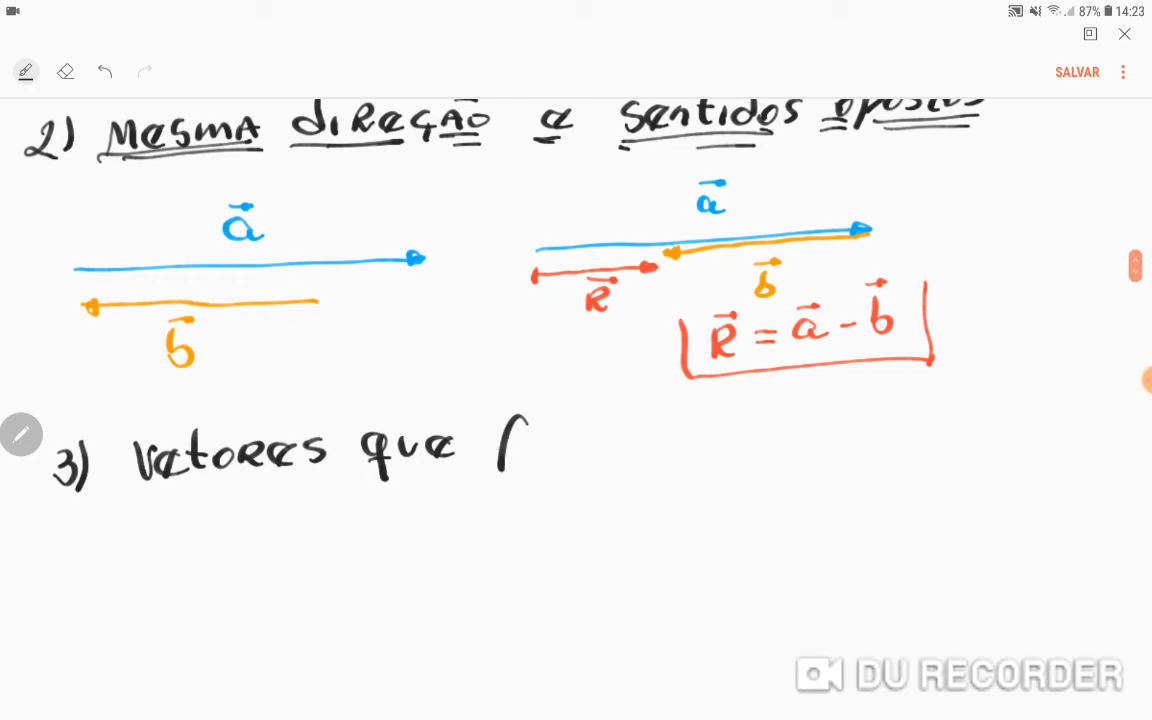 87% 14:23
SALVAR
2) Mesma direção e sentidos opostos
a a
b R b
R = a - b
3) Vetores que
DU RECORDER